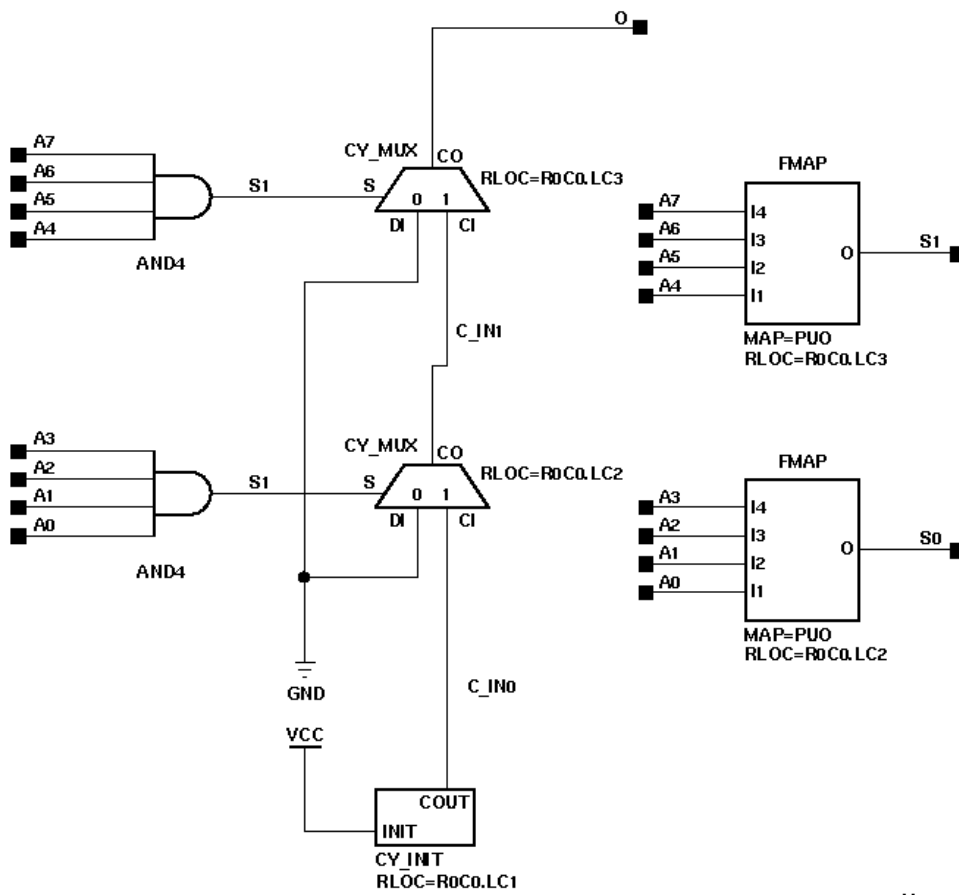 O
A7
A6
A5
A4
S1
AND4
CY_MUX
CO
RLOC=R0C0.LC3
S
0 1
DI
CI
FMAP
A7
A6
A5
A4
I4
I3
I2
I1
O
S1
MAP=PUO
RLOC=R0C0.LC3
C_IN1
A3
A2
A1
A0
S1
AND4
CY_MUX
CO
RLOC=R0C0.LC2
S
0 1
DI
CI
FMAP
A3
A2
A1
A0
I4
I3
I2
I1
O
S0
MAP=PUO
RLOC=R0C0.LC2
GND
C_IN0
VCC
COUT
INIT
CY_INIT
RLOC=R0C0.LC1